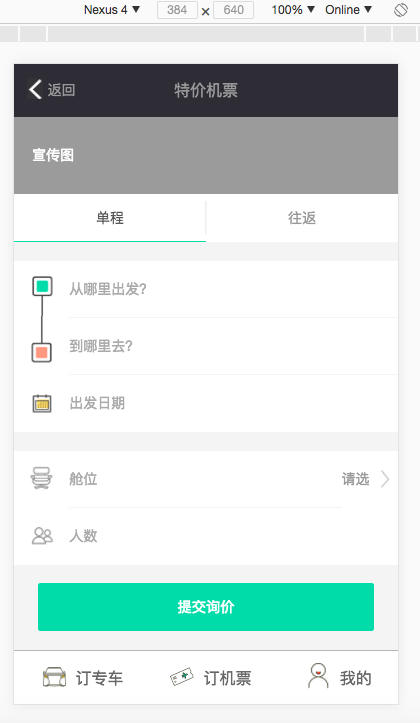 Nexus 4 ▼ 384 × 640 100% ▼ Online ▼
返回 特价机票
宣传图
单程 往返
从哪里出发?
到哪里去?
出发日期
舱位 请选
人数
提交询价
订专车 订机票 我的